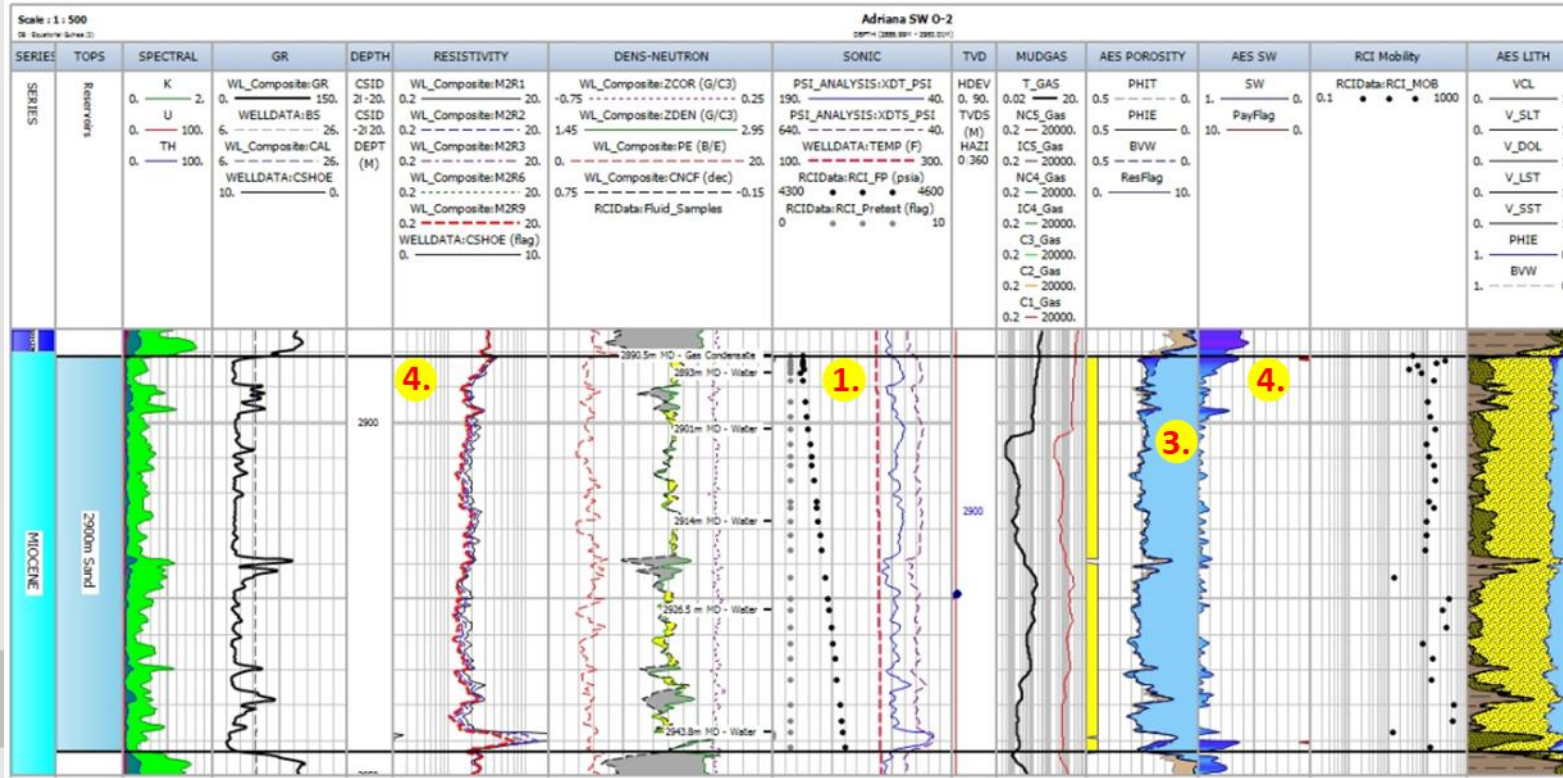 Scale : 1 : 500
Adriana SW O-2
DB : Equatorial Guinea (2)
SERIES TOPS SPECTRAL GR DEPTH RESISTIVITY DENS-NEUTRON SONIC TVD MUDGAS AES POROSITY AES SW RCI Mobility AES LITH
SERIES
Reservoirs
K
0. 2.
U
0. 100.
TH
0. 100.
WL_Composite:GR
0. 150.
WELLDATA:BS
6. 26.
WL_Composite:CAL
6. 26.
WELLDATA:CSHOE
10. 0.
CSID
CSID
DEPT
(M)
WL_Composite:M2R1
0.2 20.
WL_Composite:M2R2
0.2 20.
WL_Composite:M2R3
0.2 20.
WL_Composite:M2R6
0.2 20.
WL_Composite:M2R9
0.2 20.
WELLDATA:CSHOE (flag)
0. 10.
WL_Composite:ZCOR (G/C3)
-0.75 0.25
WL_Composite:ZDEN (G/C3)
1.45 2.95
WL_Composite:PE (B/E)
0. 20.
WL_Composite:CNCF (dec)
0.75 -0.15
RCIData:Fluid_Samples
PSI_ANALYSIS:XDT_PSI
190. 40.
PSI_ANALYSIS:XDTS_PSI
640. 40.
WELLDATA:TEMP (F)
100. 300.
RCIData:RCI_FP (psia)
4300 4600
RCIData:RCI_Pretest (flag)
0 10
HDEV
0. 90.
TVDS
(M)
HAZI
0 360
T_GAS
0.02 20.
NC5_Gas
0.2 20000.
IC5_Gas
0.2 20000.
NC4_Gas
0.2 20000.
IC4_Gas
0.2 20000.
C3_Gas
0.2 20000.
C2_Gas
0.2 20000.
C1_Gas
0.2 20000.
PHIT
0.5 0.
PHIE
0.5 0.
BVW
0.5 0.
ResFlag
0. 10.
SW
1. 0.
PayFlag
10. 0.
RCIData:RCI_MOB
0.1 1000
VCL
0.
V_SLT
0.
V_DOL
0.
V_LST
0.
V_SST
0.
PHIE
1.
BVW
1.
MIOCENE
2900m Sand
2900
2900
2890.5m MD - Gas Condensate
2893m MD - Water
2901m MD - Water
2914m MD - Water
2926.5 m MD - Water
2943.8m MD - Water
4.
1.
3.
4.